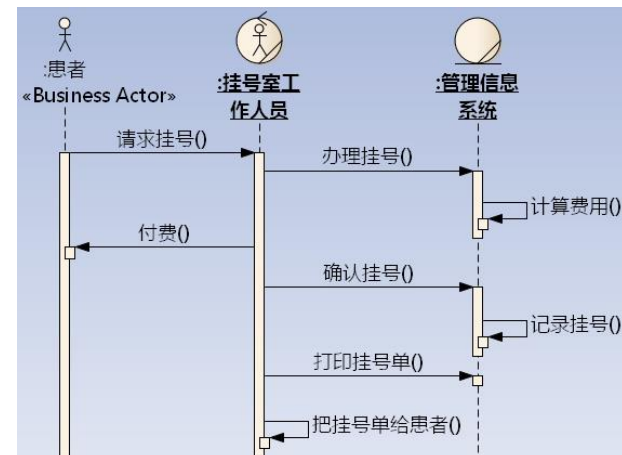 :患者
«Business Actor»
:挂号室工
作人员
:管理信息
系统
请求挂号()
办理挂号()
计算费用()
付费()
确认挂号()
记录挂号()
打印挂号单()
把挂号单给患者()